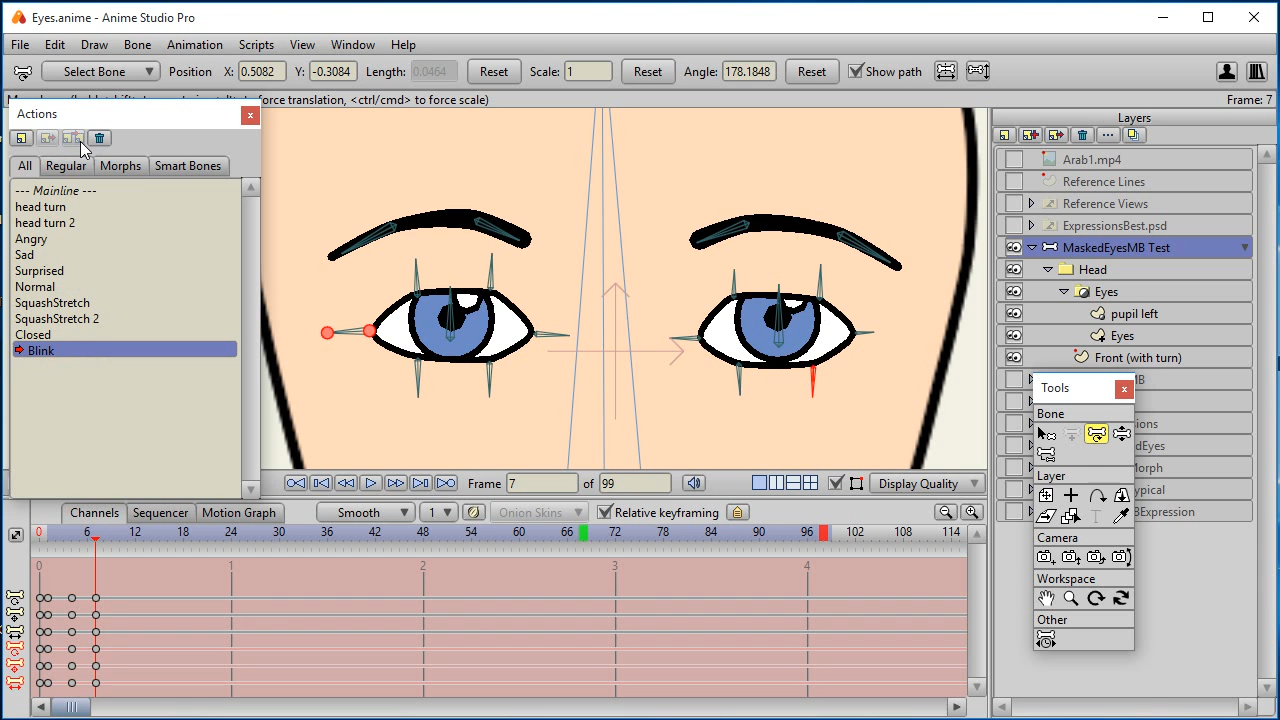 Eyes.anime - Anime Studio Pro
File Edit Draw Bone Animation Scripts View Window Help
Select Bone Position X: 0.5082 Y: -0.3084 Length: 0.0464 Reset Scale: 1 Reset Angle: 178.1848 Reset Show path
to force translation, <ctrl/cmd> to force scale) Frame: 7
Actions
All Regular Morphs Smart Bones
--- Mainline ---
head turn
head turn 2
Angry
Sad
Surprised
Normal
SquashStretch
SquashStretch 2
Closed
Blink
Layers
Arab1.mp4
Reference Lines
Reference Views
ExpressionsBest.psd
MaskedEyesMB Test
Head
Eyes
pupil left
Eyes
Front (with turn)
Tools
Bone
Layer
Camera
Workspace
Other
Frame 7 of 99 Display Quality
Channels Sequencer Motion Graph Smooth 1 Onion Skins Relative keyframing
0 6 12 18 24 30 36 42 48 54 60 66 72 78 84 90 96 102 108 114
0 1 2 3 4